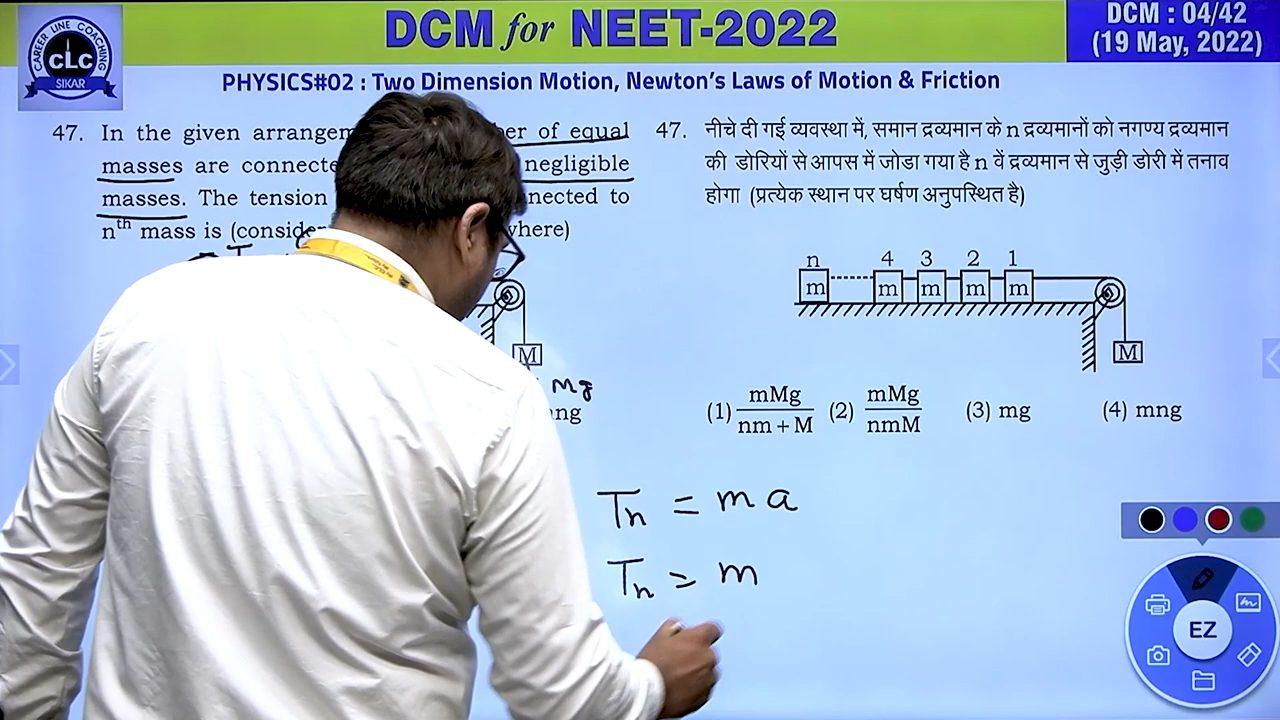 DCM for NEET-2022
DCM : 04/42
(19 May, 2022)
CAREER LINE COACHING
CLC
SIKAR
PHYSICS#02 : Two Dimension Motion, Newton's Laws of Motion & Friction
47. In the given
masses are
negligible
masses. The tension
to
nth mass is
M
Mg
47. नीचे दी गई व्यवस्था में, समान द्रव्यमान के n द्रव्यमानों को नगण्य द्रव्यमान
की डोरियों से आपस में जोडा गया है n वें द्रव्यमान से जुड़ी डोरी में तनाव
होगा (प्रत्येक स्थान पर घर्षण अनुपस्थित है)
n 4 3 2 1
m m m m m
M
(1) mMg / nm + M (2) mMg / nmM (3) mg (4) mng
Tn = ma
Tn = m
EZ